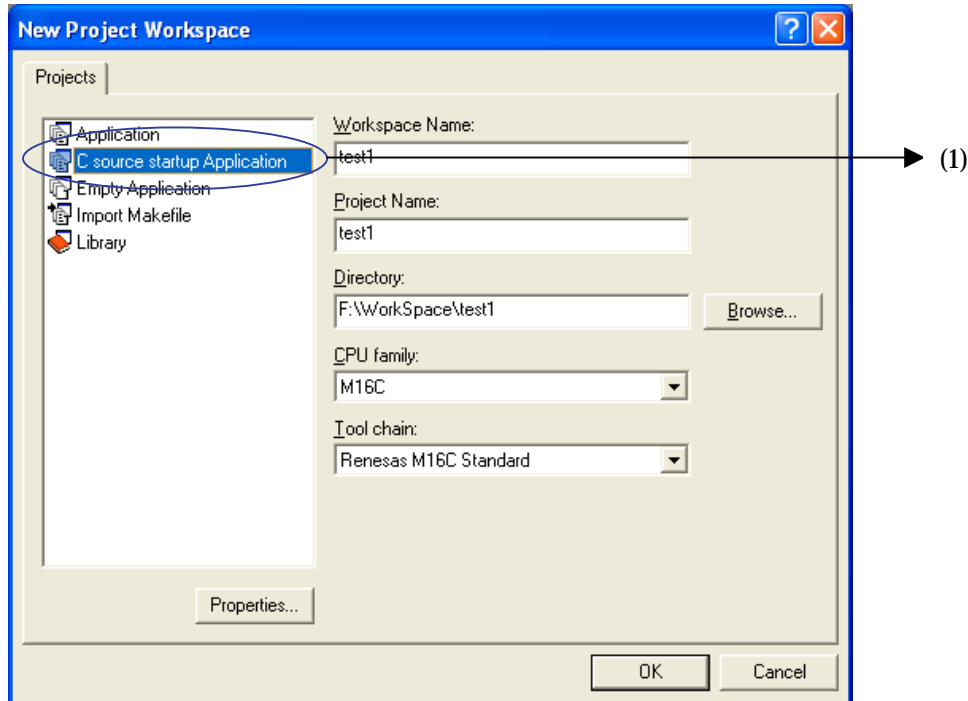 New Project Workspace
Projects
Application
C source startup Application
Empty Application
Import Makefile
Library
Properties...
Workspace Name:
test1
Project Name:
test1
Directory:
F:\WorkSpace\test1
Browse...
CPU family:
M16C
Tool chain:
Renesas M16C Standard
OK
Cancel
(1)